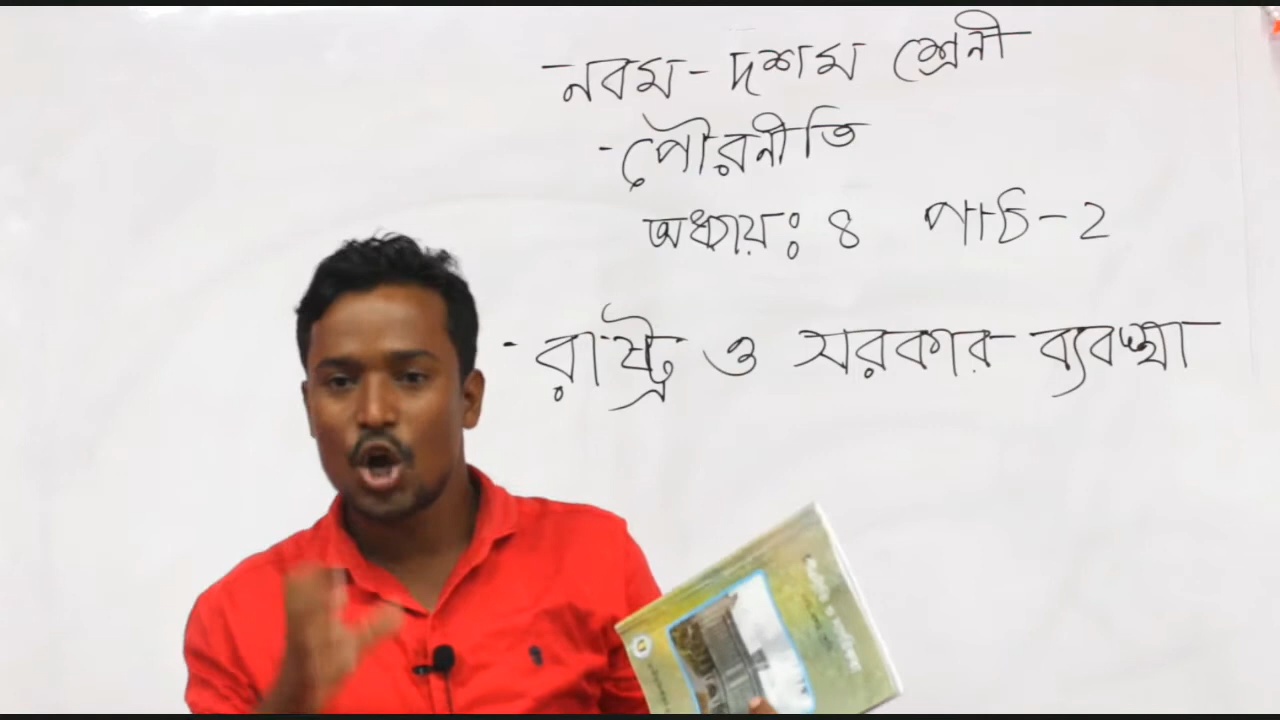 নবম - দশম শ্রেনী
পৌরনীতি
অধ্যায়ঃ ৪ পাঠ - 2
রাষ্ট্র ও সরকার ব্যবস্থা